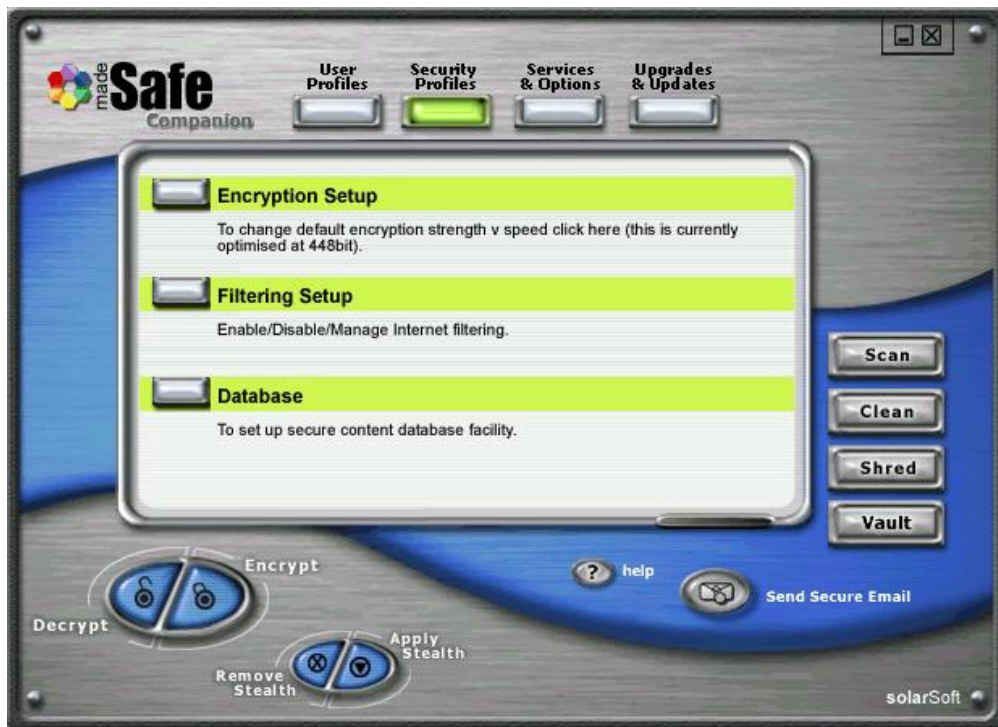 made
Safe
Companion
User
Profiles
Security
Profiles
Services
& Options
Upgrades
& Updates
Encryption Setup
To change default encryption strength v speed click here (this is currently
optimised at 448bit).
Filtering Setup
Enable/Disable/Manage Internet filtering.
Database
To set up secure content database facility.
Scan
Clean
Shred
Vault
Encrypt
Decrypt
? help
Send Secure Email
Apply
Stealth
Remove
Stealth
solarSoft